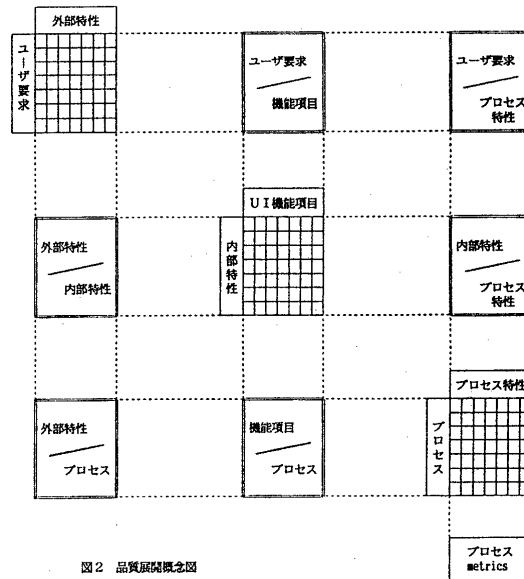 外部特性
ユーザ要求
ユーザ要求
機能項目
ユーザ要求
プロセス
特性
UI機能項目
外部特性
内部特性
内部特性
内部特性
プロセス
特性
プロセス特性
外部特性
プロセス
機能項目
プロセス
プロセス
プロセス
metrics
図2 品質展開概念図